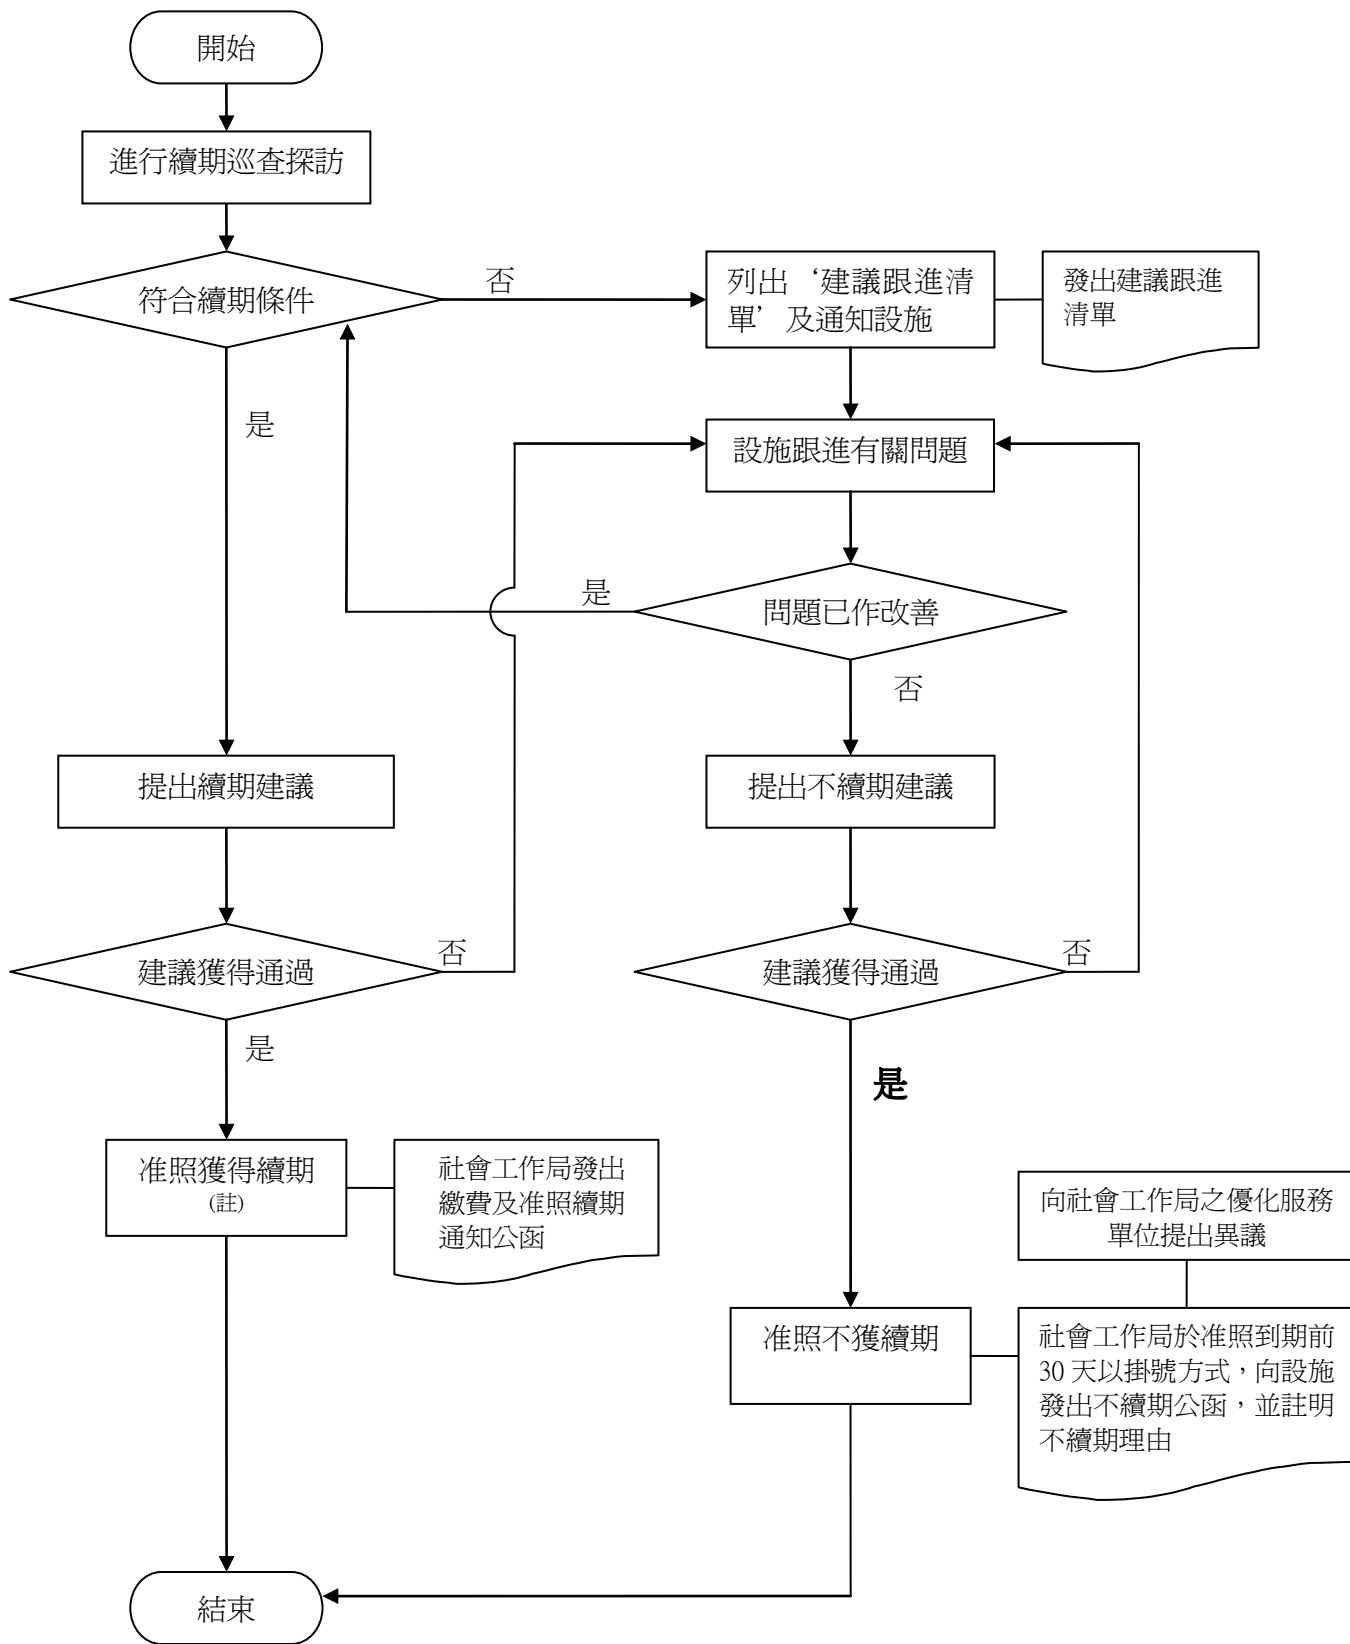 開始
進行續期巡查探訪
符合續期條件
否
列出‘建議跟進清
單’及通知設施
發出建議跟進
清單
是
設施跟進有關問題
是
問題已作改善
否
提出續期建議
提出不續期建議
建議獲得通過
否
建議獲得通過
否
是
是
准照獲得續期
(註)
社會工作局發出
繳費及准照續期
通知公函
向社會工作局之優化服務
單位提出異議
准照不獲續期
社會工作局於准照到期前
30 天以掛號方式，向設施
發出不續期公函，並註明
不續期理由
結束